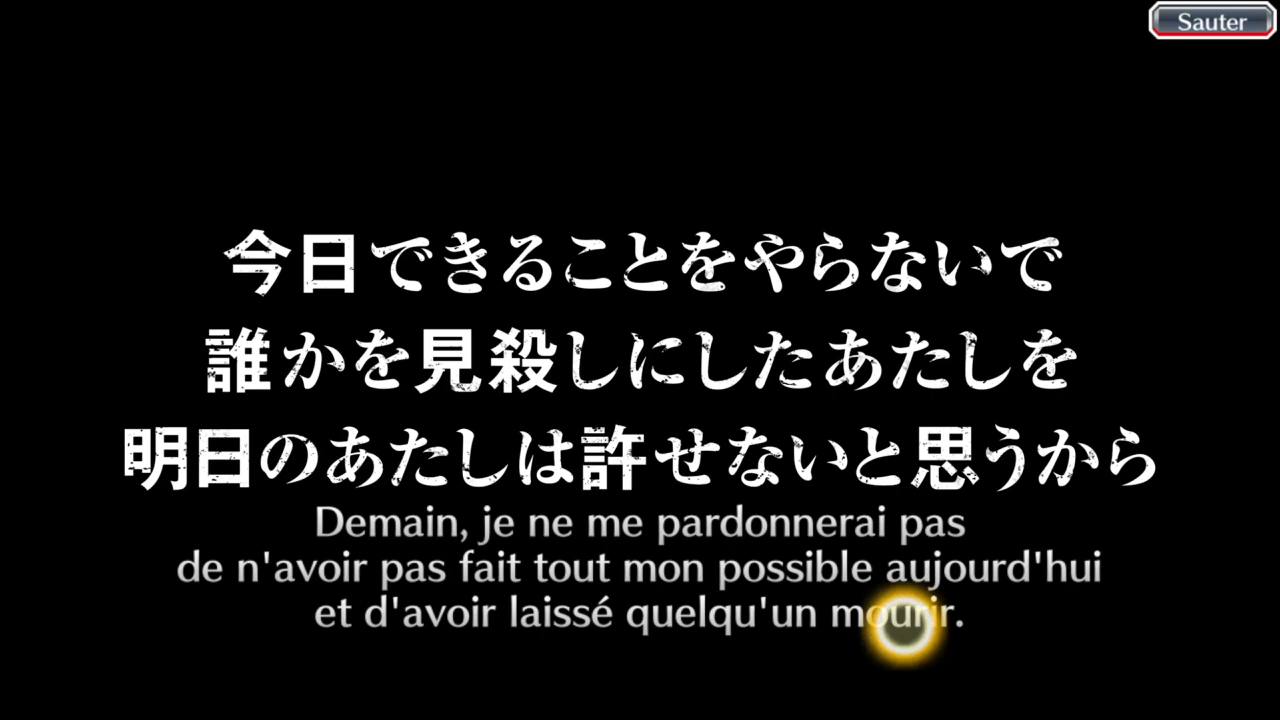 Sauter
今日できることをやらないで
誰かを見殺しにしたあたしを
明日のあたしは許せないと思うから
Demain, je ne me pardonnerai pas
de n'avoir pas fait tout mon possible aujourd'hui
et d'avoir laissé quelqu'un mourir.